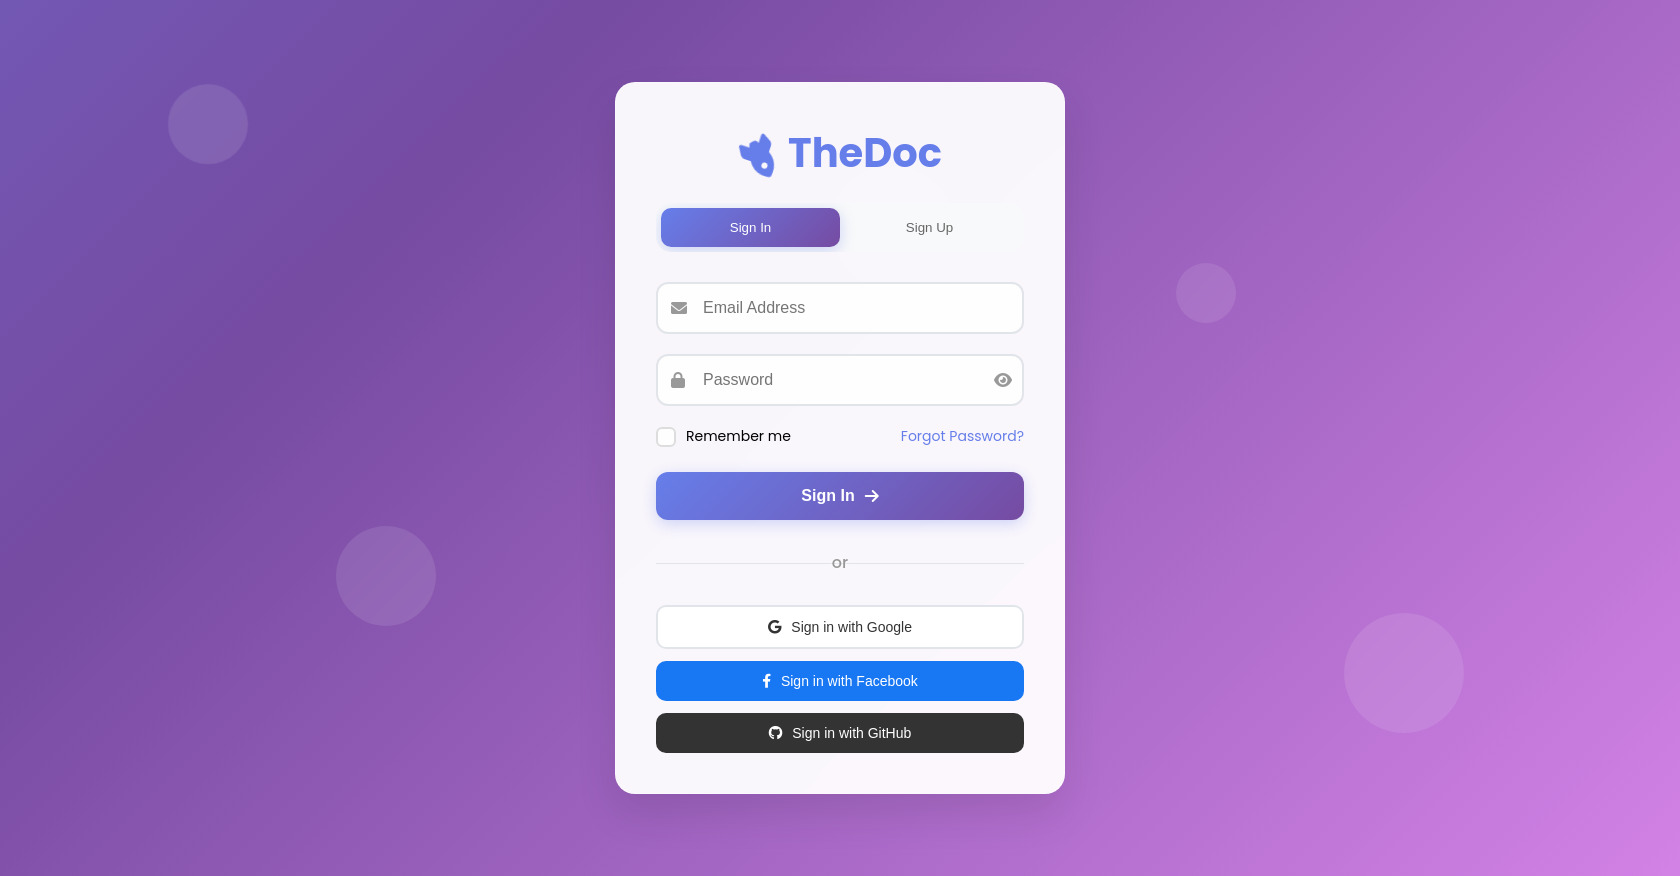 TheDoc
Sign In
Sign Up
Email Address
Password
Remember me
Forgot Password?
Sign In
or
Sign in with Google
Sign in with Facebook
Sign in with GitHub